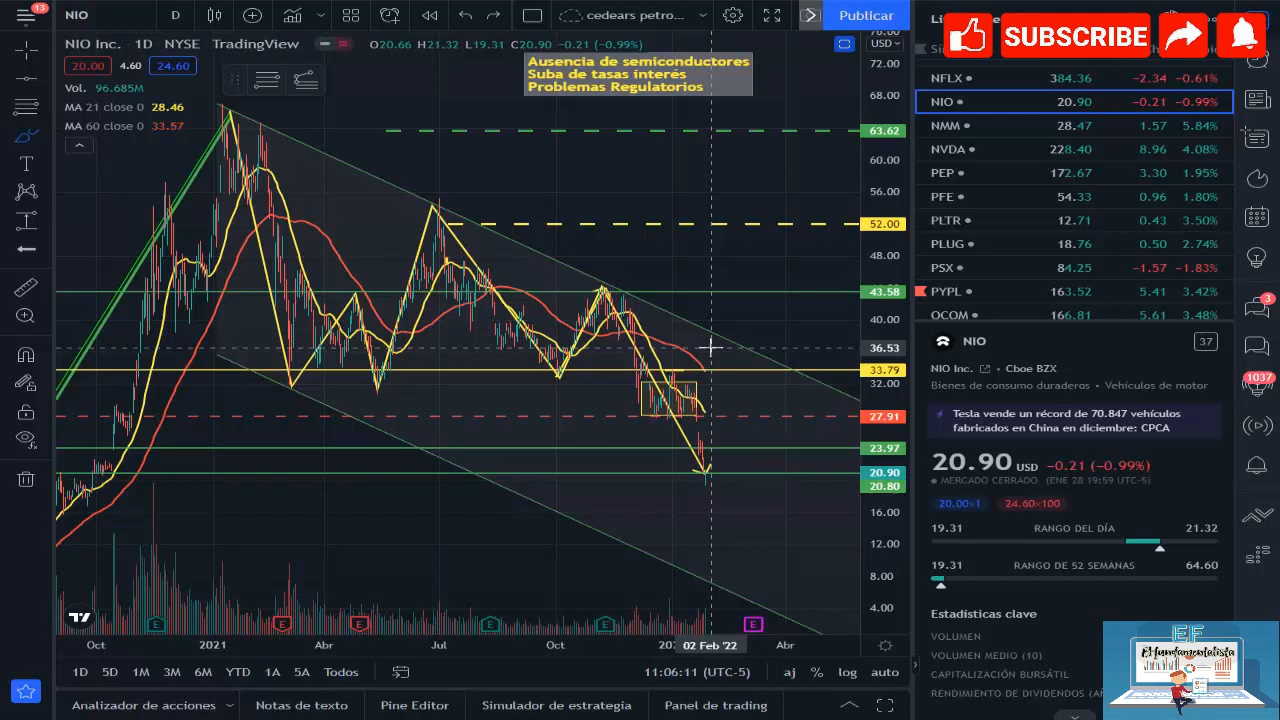 13
NIO
D
cedears petro...
Publicar
NIO Inc. · 1D · NYSE
TradingView
O20.66 H21.32 L19.31 C20.90 −0.21 (−0.99%)
USD
20.00
4.60
24.60
Vol. 96.685M
MA 21 close 0 28.46
MA 60 close 0 33.57
Ausencia de semiconductores
Suba de tasas interés
Problemas Regulatorios
76.00
72.00
68.00
63.62
60.00
56.00
52.00
48.00
43.58
40.00
36.53
33.79
32.00
27.91
23.97
20.90
20.80
16.00
12.00
8.00
4.00
E
E
E
E
E
E
Oct
2021
Abr
Jul
Oct
02 Feb '22
Abr
1D 5D 1M 3M 6M YTD 1A 5A Todos
11:06:11 (UTC-5)
aj % log auto
Analizador de acciones
Notas de texto
Pine Editor
Simulador de estrategia
Panel de trading
SUBSCRIBE
NFLX 384.36 −2.34 −0.61%
NIO 20.90 −0.21 −0.99%
NMM 28.47 1.57 5.84%
NVDA 228.40 8.96 4.08%
PEP 172.67 3.30 1.95%
PFE 54.33 0.96 1.80%
PLTR 12.71 0.43 3.50%
PLUG 18.76 0.50 2.74%
PSX 84.25 −1.57 −1.83%
PYPL 163.52 5.41 3.42%
QCOM 166.81 5.61 3.48%
NIO
37
NIO Inc. • Cboe BZX
Bienes de consumo duraderos • Vehículos de motor
Tesla vende un récord de 70.847 vehículos
fabricados en China en diciembre: CPCA
20.90 USD −0.21 (−0.99%)
MERCADO CERRADO (ENE 28 19:59 UTC-5)
20.00×1
24.60×100
19.31 RANGO DEL DÍA 21.32
19.31 RANGO DE 52 SEMANAS 64.60
Estadísticas clave
VOLUMEN
VOLUMEN MEDIO (10)
CAPITALIZACIÓN BURSÁTIL
RENDIMIENTO DE DIVIDENDOS
3
1037
EF
ElFundamentalista